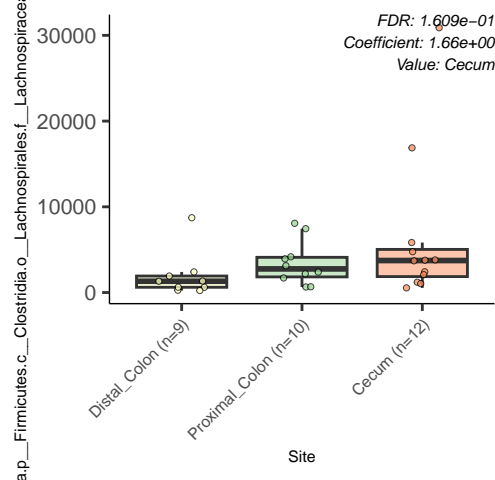 FDR: 1.609e−01
Coefficient: 1.66e+00
Value: Cecum
30000
20000
10000
0
a.p__Firmicutes.c__Clostridia.o__Lachnospirales.f__Lachnospiracea
Distal_Colon (n=9)
Proximal_Colon (n=10)
Cecum (n=12)
Site